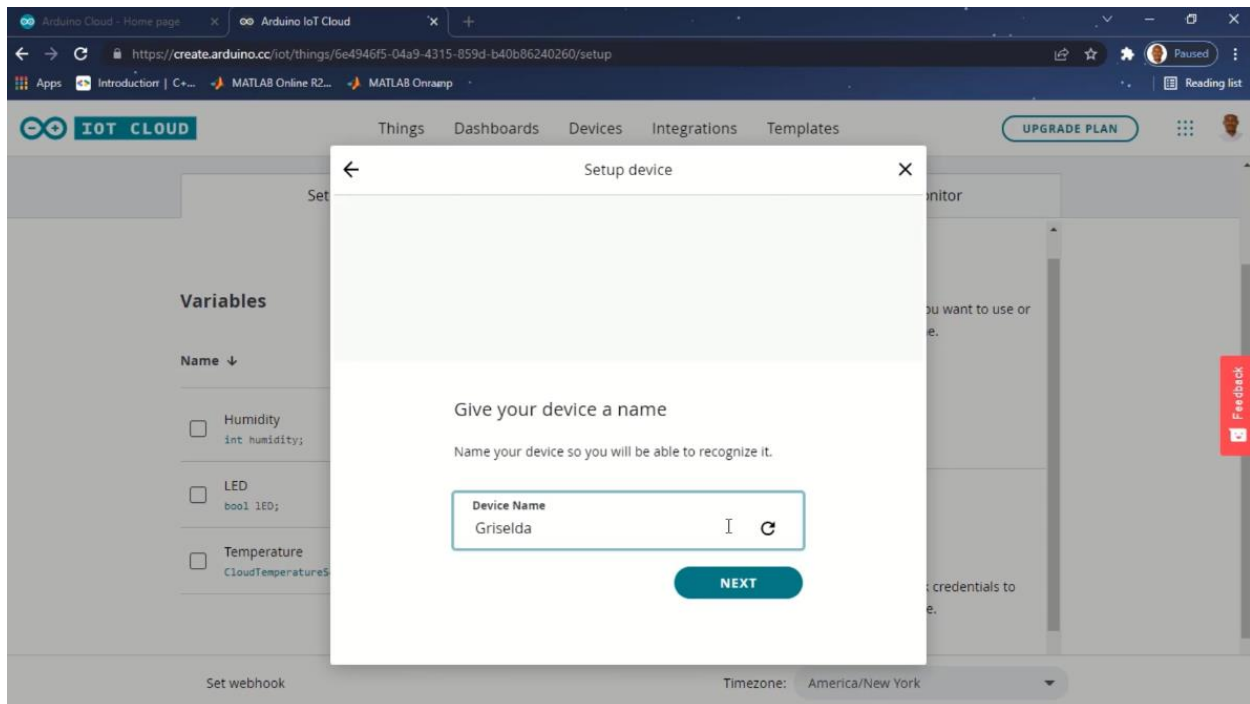 Arduino Cloud - Home page
Arduino IoT Cloud
https://create.arduino.cc/iot/things/6e4946f5-04a9-4315-859d-b40b86240260/setup
Paused
Apps
Introduction | C+...
MATLAB Online R2...
MATLAB Onramp
Reading list
IOT CLOUD
Things
Dashboards
Devices
Integrations
Templates
UPGRADE PLAN
Setup device
Set
onitor
Variables
Name
Humidity
int humidity;
LED
bool lED;
Temperature
CloudTemperatureS
ou want to use or
e.
Give your device a name
Name your device so you will be able to recognize it.
Device Name
Griselda
NEXT
credentials to
e.
Feedback
Set webhook
Timezone: America/New York